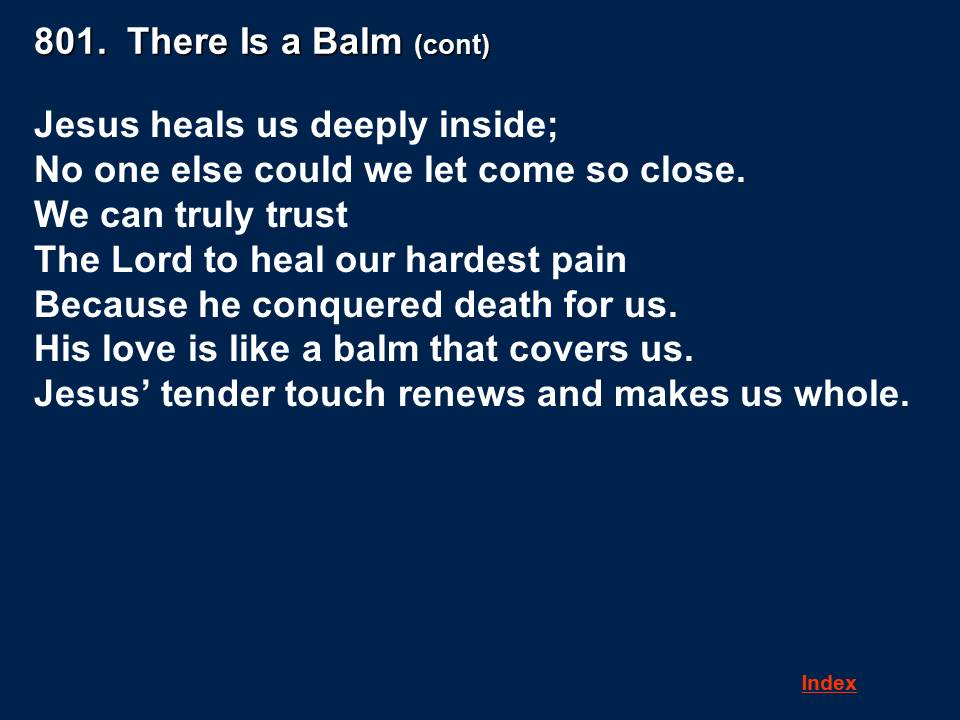 801.  There Is a Balm (cont)
Jesus heals us deeply inside;
No one else could we let come so close.
We can truly trust
The Lord to heal our hardest pain
Because he conquered death for us.
His love is like a balm that covers us.
Jesus’ tender touch renews and makes us whole.
Index